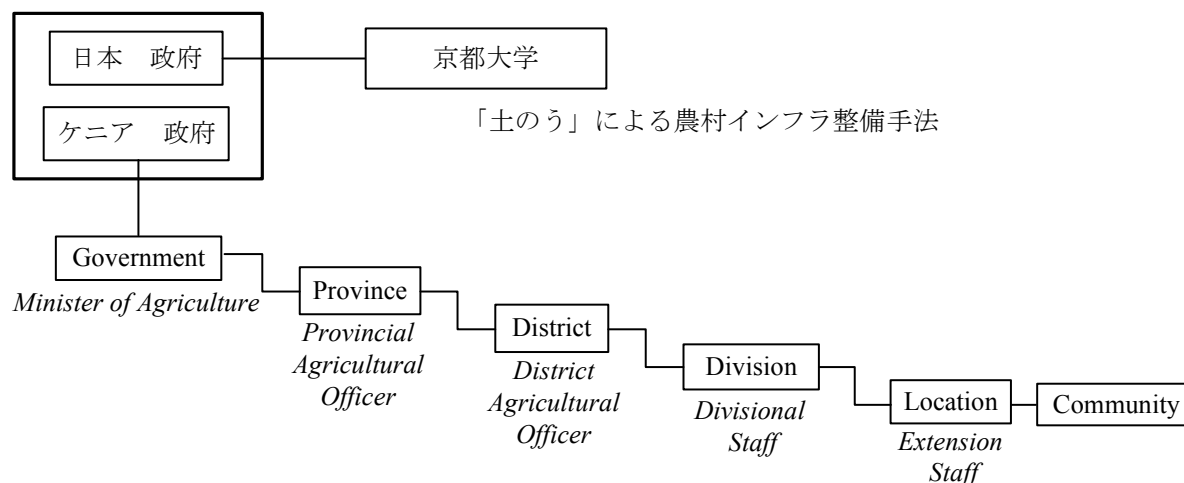 日本　政府
京都大学
「土のう」による農村インフラ整備手法
ケニア　政府
Government
Minister of Agriculture
Province
Provincial
Agricultural
Officer
District
District
Agricultural
Officer
Division
Divisional
Staff
Location
Extension
Staff
Community